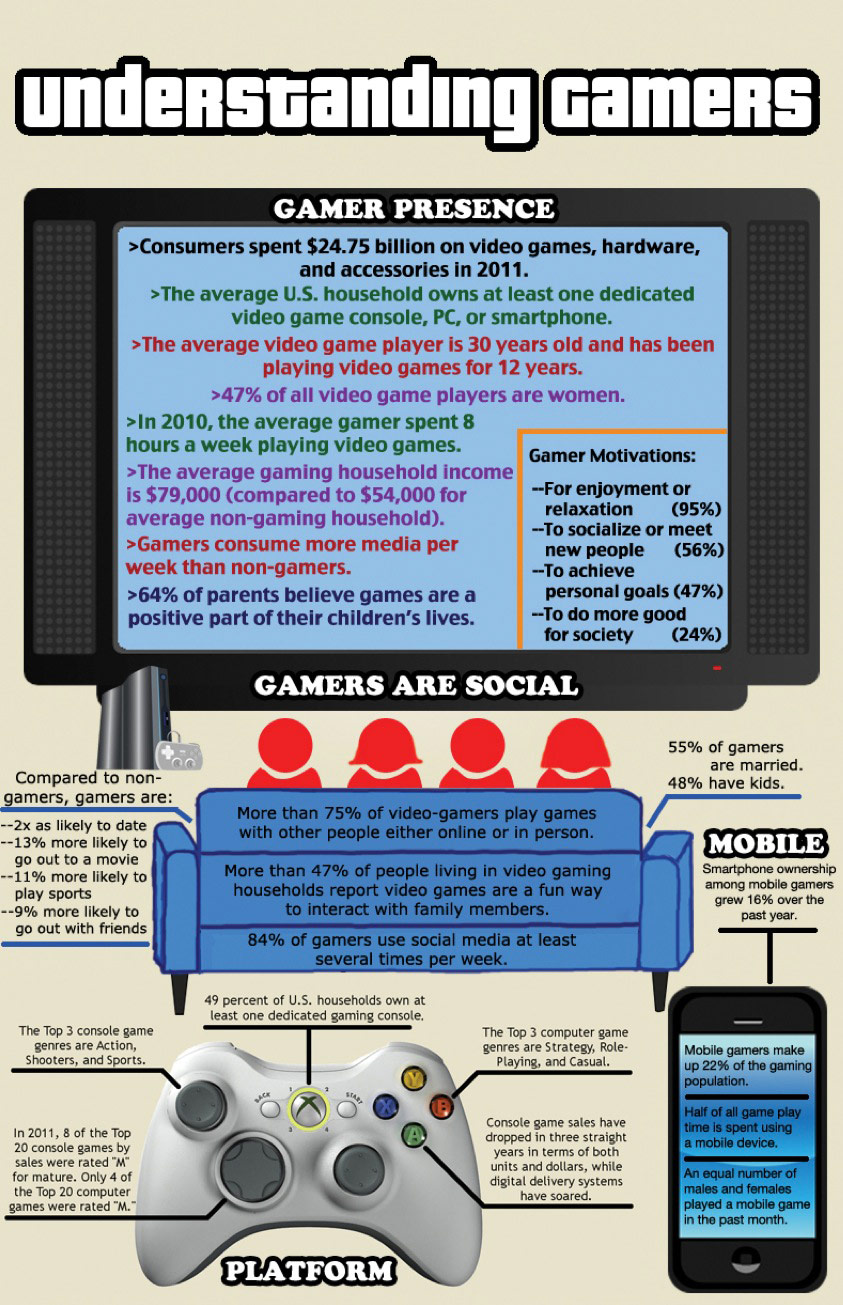 understanding gamers
GAMER PRESENCE
>Consumers spent $24.75 billion on video games, hardware,
and accessories in 2011.
>The average U.S. household owns at least one dedicated
video game console, PC, or smartphone.
>The average video game player is 30 years old and has been
playing video games for 12 years.
>47% of all video game players are women.
>In 2010, the average gamer spent 8
hours a week playing video games.
>The average gaming household income
is $79,000 (compared to $54,000 for
average non-gaming household).
>Gamers consume more media per
week than non-gamers.
>64% of parents believe games are a
positive part of their children's lives.
Gamer Motivations:
--For enjoyment or
relaxation (95%)
--To socialize or meet
new people (56%)
--To achieve
personal goals (47%)
--To do more good
for society (24%)
GAMERS ARE SOCIAL
Compared to non-
gamers, gamers are:
--2x as likely to date
--13% more likely to
go out to a movie
--11% more likely to
play sports
--9% more likely to
go out with friends
More than 75% of video-gamers play games
with other people either online or in person.
More than 47% of people living in video gaming
households report video games are a fun way
to interact with family members.
84% of gamers use social media at least
several times per week.
55% of gamers
are married.
48% have kids.
MOBILE
Smartphone ownership
among mobile gamers
grew 16% over the
past year.
Mobile gamers make
up 22% of the gaming
population.
Half of all game play
time is spent using
a mobile device.
An equal number of
males and females
played a mobile game
in the past month.
49 percent of U.S. households own at
least one dedicated gaming console.
The Top 3 console game
genres are Action,
Shooters, and Sports.
The Top 3 computer game
genres are Strategy, Role-
Playing, and Casual.
In 2011, 8 of the Top
20 console games by
sales were rated "M"
for mature. Only 4 of
the Top 20 computer
games were rated "M."
Console game sales have
dropped in three straight
years in terms of both
units and dollars, while
digital delivery systems
have soared.
BACK
1
2
3
4
START
Y
X
B
A
PLATFORM